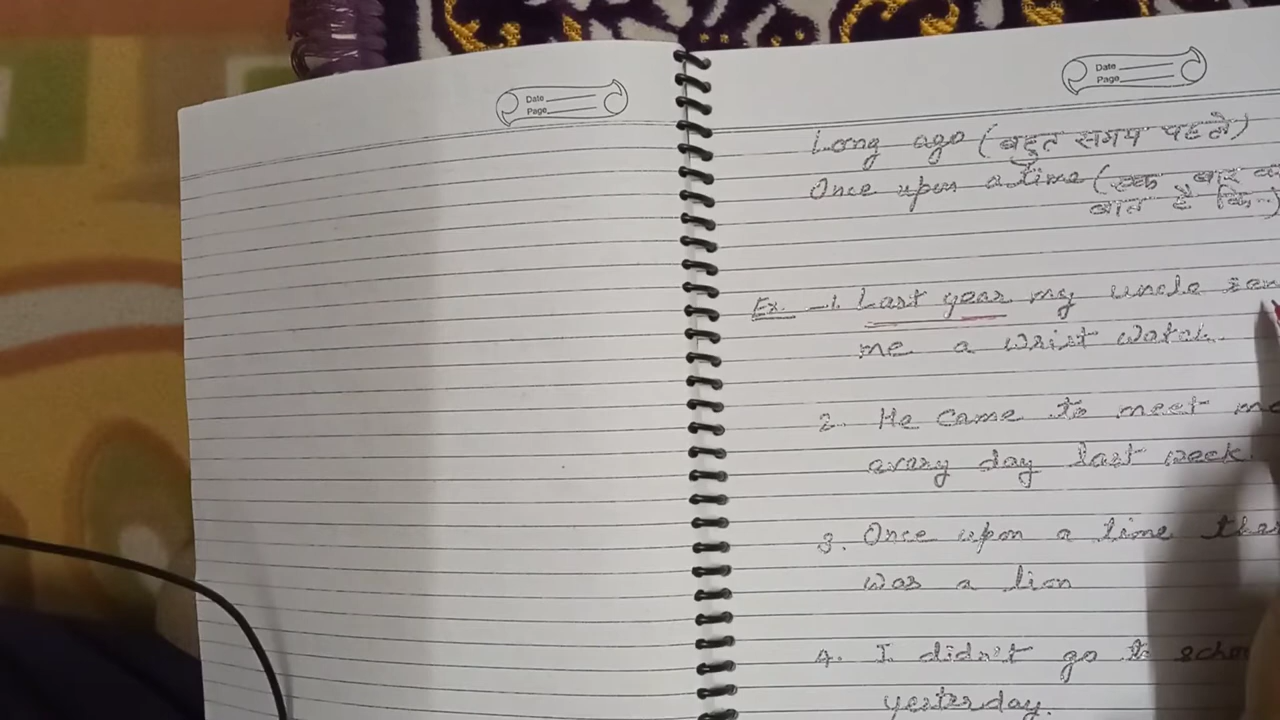 Date
Page
Date
Page
Long ago (बहुत समय पहले)
Once upon a time (एक बार
बात है कि-)
Ex. -1. Last year my uncle
me a wrist watch.
2. He came to meet
every day last week.
3. Once upon a time
was a lion
4. I didn't go to
yesterday.